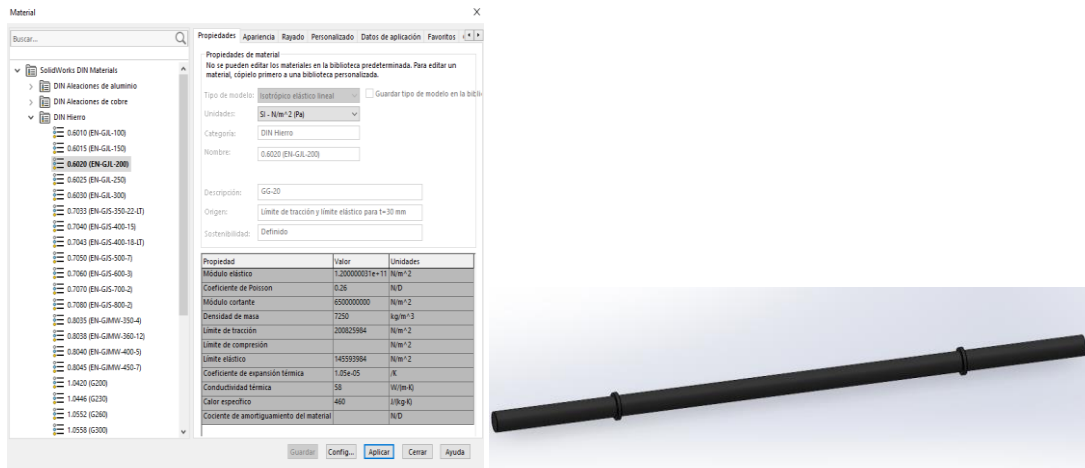 Material
X
Buscar...
SolidWorks DIN Materials
DIN Aleaciones de aluminio
DIN Aleaciones de cobre
DIN Hierro
0.6010 (EN-GJL-100)
0.6015 (EN-GJL-150)
0.6020 (EN-GJL-200)
0.6025 (EN-GJL-250)
0.6030 (EN-GJL-300)
0.7033 (EN-GJS-350-22-LT)
0.7040 (EN-GJS-400-15)
0.7043 (EN-GJS-400-18-LT)
0.7050 (EN-GJS-500-7)
0.7060 (EN-GJS-600-3)
0.7070 (EN-GJS-700-2)
0.7080 (EN-GJS-800-2)
0.8035 (EN-GJMW-350-4)
0.8038 (EN-GJMW-360-12)
0.8040 (EN-GJMW-400-5)
0.8045 (EN-GJMW-450-7)
1.0420 (G200)
1.0446 (G230)
1.0552 (G260)
1.0558 (G300)
Propiedades Apariencia Rayado Personalizado Datos de aplicación Favoritos
Propiedades de material
No se pueden editar los materiales en la biblioteca predeterminada. Para editar un
material, cópielo primero a una biblioteca personalizada.
Tipo de modelo: Isotrópico elástico lineal Guardar tipo de modelo en la bibli
Unidades: SI - N/m^2 (Pa)
Categoría: DIN Hierro
Nombre: 0.6020 (EN-GJL-200)
Descripción: GG-20
Origen: Límite de tracción y límite elástico para t=30 mm
Sostenibilidad: Definido
Propiedad Valor Unidades
Módulo elástico 1.200000031e+11 N/m^2
Coeficiente de Poisson 0.26 N/D
Módulo cortante 6500000000 N/m^2
Densidad de masa 7250 kg/m^3
Límite de tracción 200825984 N/m^2
Límite de compresión N/m^2
Límite elástico 145593984 N/m^2
Coeficiente de expansión térmica 1.05e-05 /K
Conductividad térmica 58 W/(m·K)
Calor específico 460 J/(kg·K)
Cociente de amortiguamiento del material N/D
Guardar Config... Aplicar Cerrar Ayuda